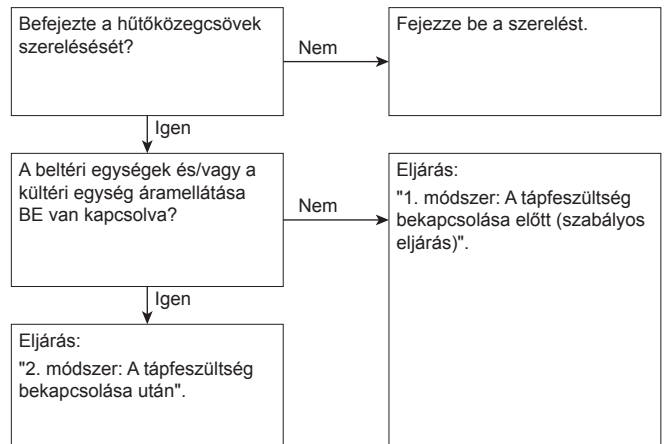 Befejezte a hűtőközegcsövek
szerelésését?
Nem
Fejezze be a szerelést.
Igen
A beltéri egységek és/vagy a
kültéri egység áramellátása
BE van kapcsolva?
Nem
Eljárás:
"1. módszer: A tápfeszültség
bekapcsolása előtt (szabályos
eljárás)".
Igen
Eljárás:
"2. módszer: A tápfeszültség
bekapcsolása után".